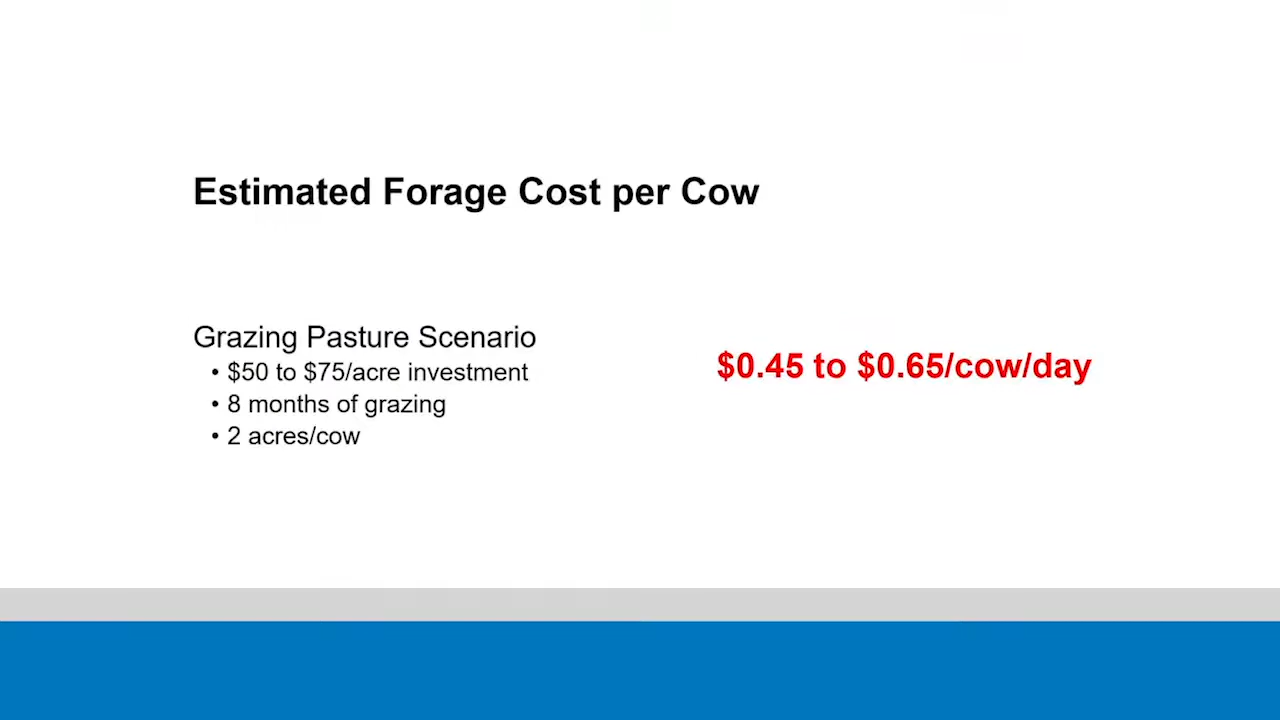 Estimated Forage Cost per Cow
Grazing Pasture Scenario
• $50 to $75/acre investment
• 8 months of grazing
• 2 acres/cow
$0.45 to $0.65/cow/day